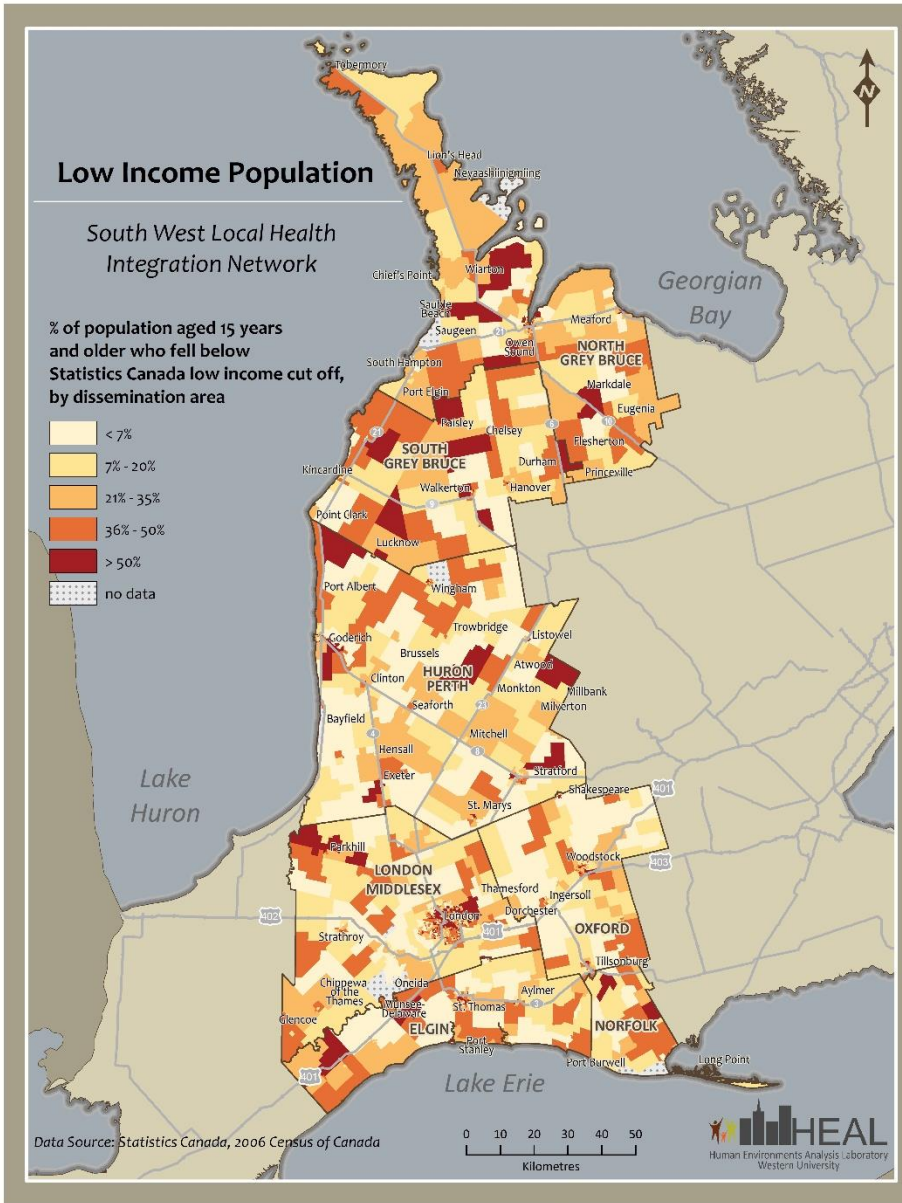 Low Income Population
South West Local Health
Integration Network
% of population aged 15 years
and older who fell below
Statistics Canada low income cut off,
by dissemination area
< 7%
7% - 20%
21% - 35%
36% - 50%
> 50%
no data
N
Tobermory
Lion's Head
Neyaashiinigmiing
Wiarton
Chief's Point
Georgian
Bay
Sauble
Beach
Saugeen
21
Owen
Sound
Meaford
NORTH
GREY BRUCE
South Hampton
Port Elgin
Markdale
Eugenia
Paisley
Chelsey
6
10
21
SOUTH
GREY BRUCE
Flesherton
Durham
Princeville
Kincardine
Walkerton
Hanover
9
Point Clark
Lucknow
Port Albert
Wingham
Trowbridge
Listowel
Goderich
Brussels
Atwood
HURON
PERTH
Clinton
Monkton
Millbank
Milverton
Seaforth
23
Bayfield
4
Mitchell
8
Hensall
Stratford
Exeter
Shakespeare
401
St. Marys
Lake
Huron
Parkhill
Woodstock
403
LONDON
MIDDLESEX
Thamesford
Ingersoll
London
Dorchester
402
401
OXFORD
Strathroy
Tillsonburg
Chippewa
of the
Thames
Oneida
Munsee-
Delaware
Aylmer
3
St. Thomas
Glencoe
ELGIN
NORFOLK
Port
Stanley
Port Burwell
Long Point
401
Lake Erie
Data Source: Statistics Canada, 2006 Census of Canada
0 10 20 30 40 50
Kilometres
HEAL
Human Environments Analysis Laboratory
Western University